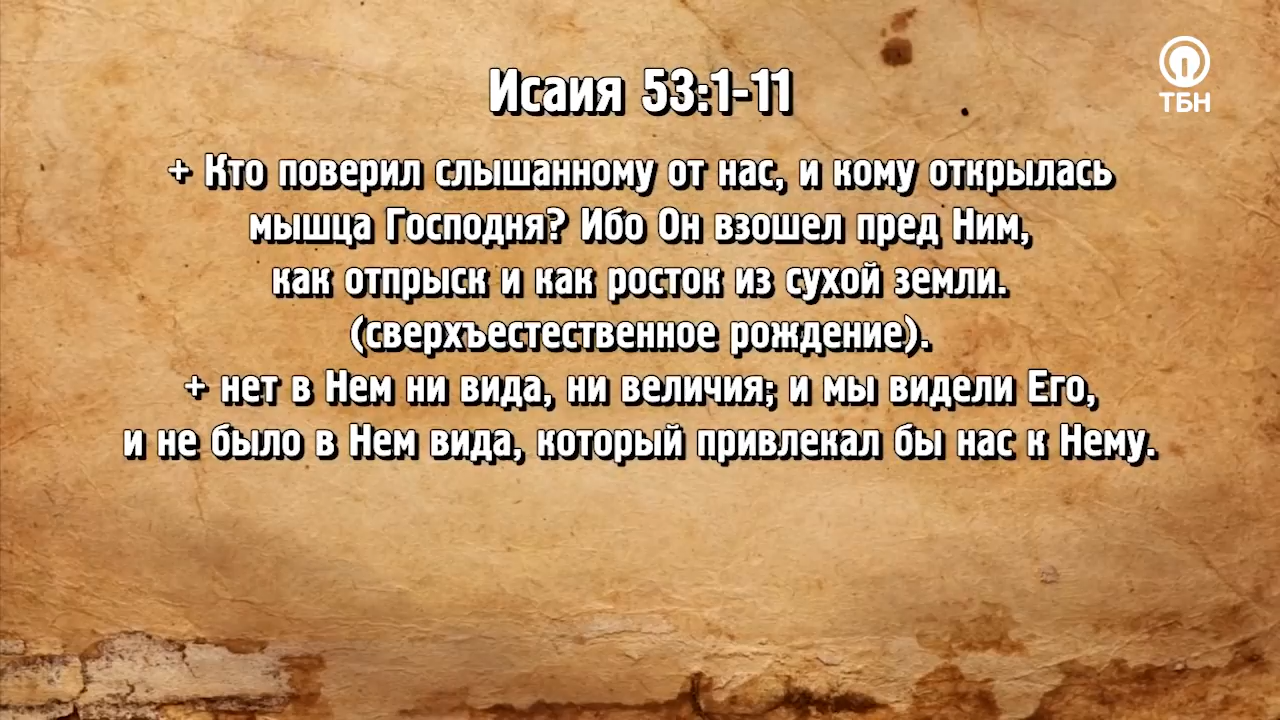 Исаия 53:1-11
ТБН
+ Кто поверил слышанному от нас, и кому открылась
мышца Господня? Ибо Он взошел пред Ним,
как отпрыск и как росток из сухой земли.
(сверхъестественное рождение).
+ нет в Нем ни вида, ни величия; и мы видели Его,
и не было в Нем вида, который привлекал бы нас к Нему.